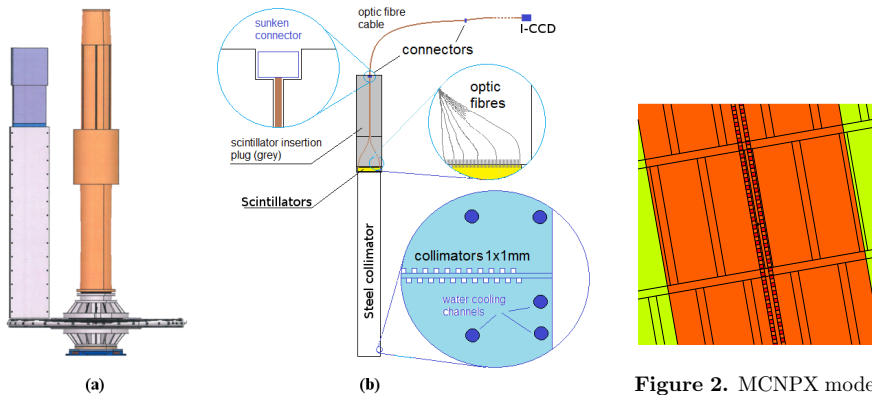 sunken
connector
optic fibre
cable
I-CCD
connectors
optic
fibres
scintillator insertion
plug (grey)
Scintillators
Steel collimator
collimators 1x1mm
water cooling
channels
(a)
(b)
Figure 2. MCNPX mode